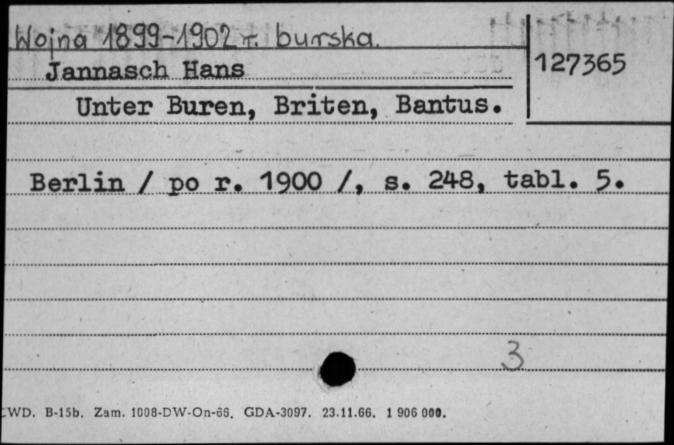 Wojna 1899-1902 r. burska.
Jannasch Hans
127365
Unter Buren, Briten, Bantus.
Berlin / po r. 1900 /, s. 248, tabl. 5.
3
WD. B-15b. Zam. 1008-DW-On-66. GDA-3097. 23.11.66. 1 906 000.